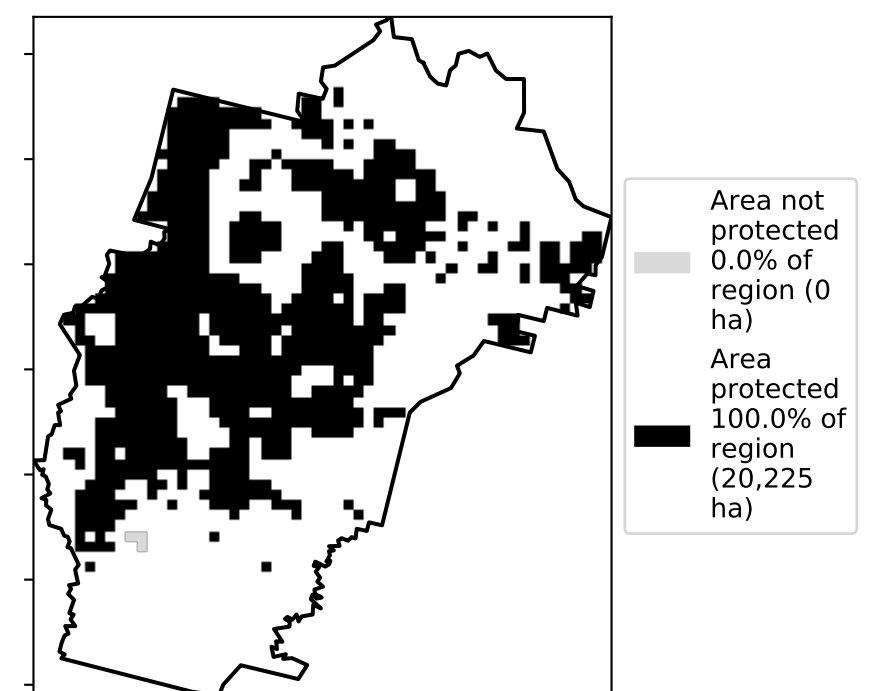 Area not
protected
0.0% of
region (0
ha)
Area
protected
100.0% of
region
(20,225
ha)